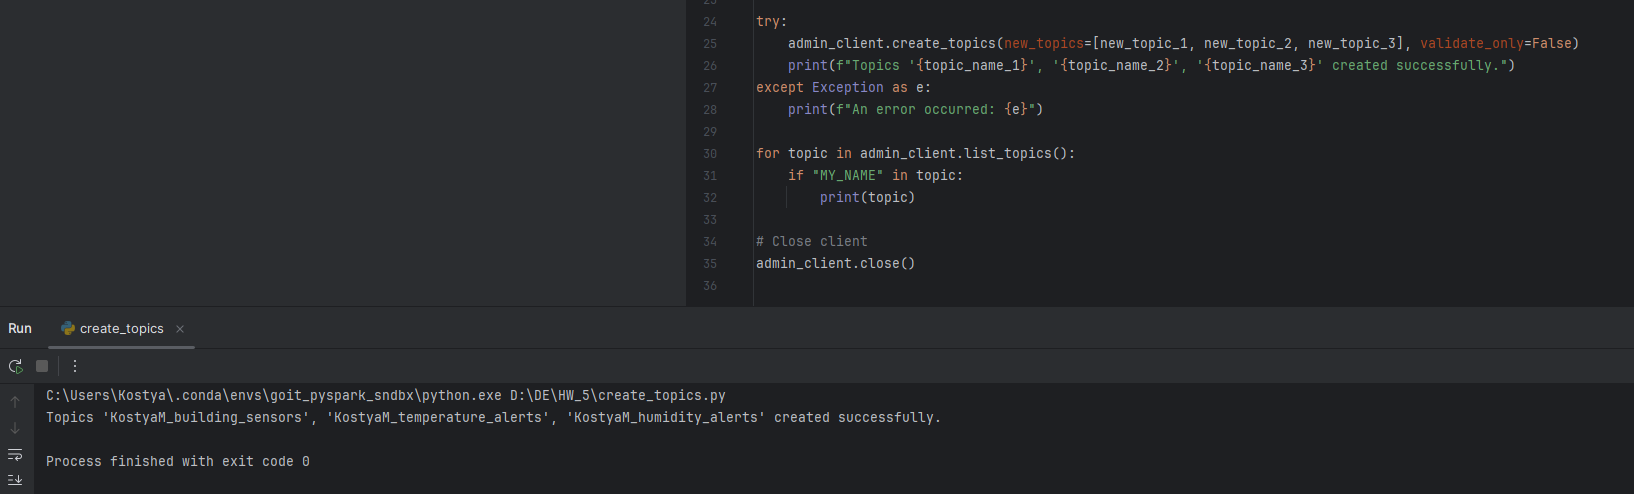 23
24 try:
25 admin_client.create_topics(new_topics=[new_topic_1, new_topic_2, new_topic_3], validate_only=False)
26 print(f"Topics '{topic_name_1}', '{topic_name_2}', '{topic_name_3}' created successfully.")
27 except Exception as e:
28 print(f"An error occurred: {e}")
29
30 for topic in admin_client.list_topics():
31 if "MY_NAME" in topic:
32 print(topic)
33
34 # Close client
35 admin_client.close()
36
Run create_topics
C:\Users\Kostya\.conda\envs\goit_pyspark_sndbx\python.exe D:\DE\HW_5\create_topics.py
Topics 'KostyaM_building_sensors', 'KostyaM_temperature_alerts', 'KostyaM_humidity_alerts' created successfully.
Process finished with exit code 0